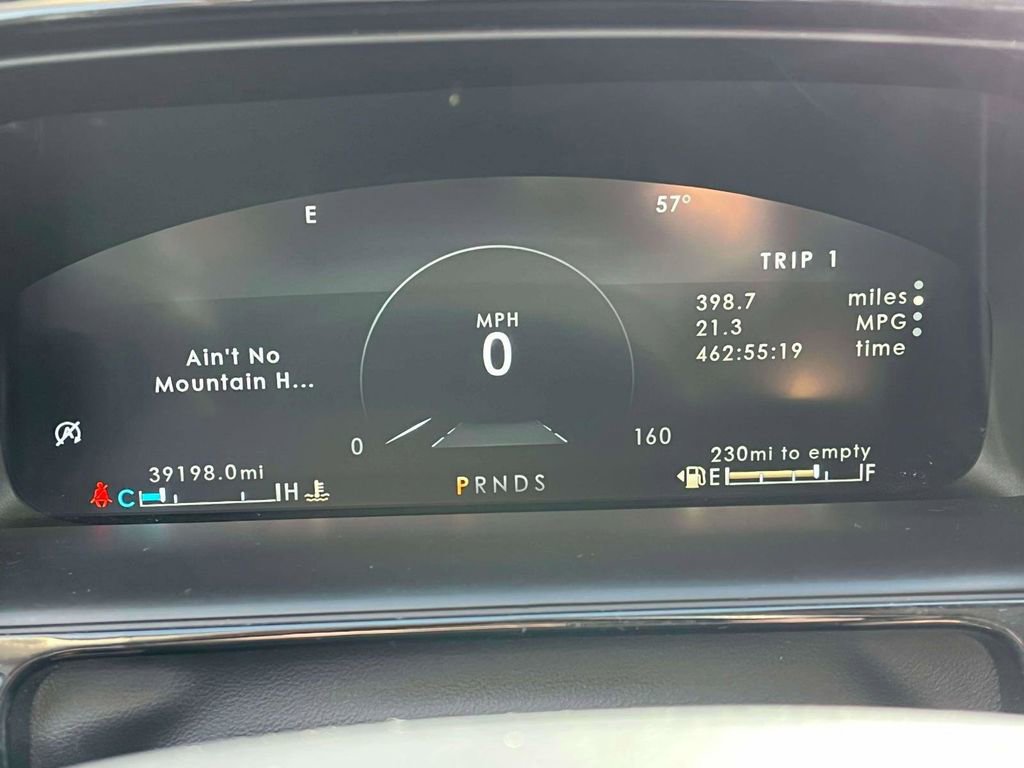 E
57°
TRIP 1
398.7 miles
21.3 MPG
462:55:19 time
MPH
0
Ain't No
Mountain H...
0
160
39198.0mi
C H
PRNDS
230mi to empty
E F